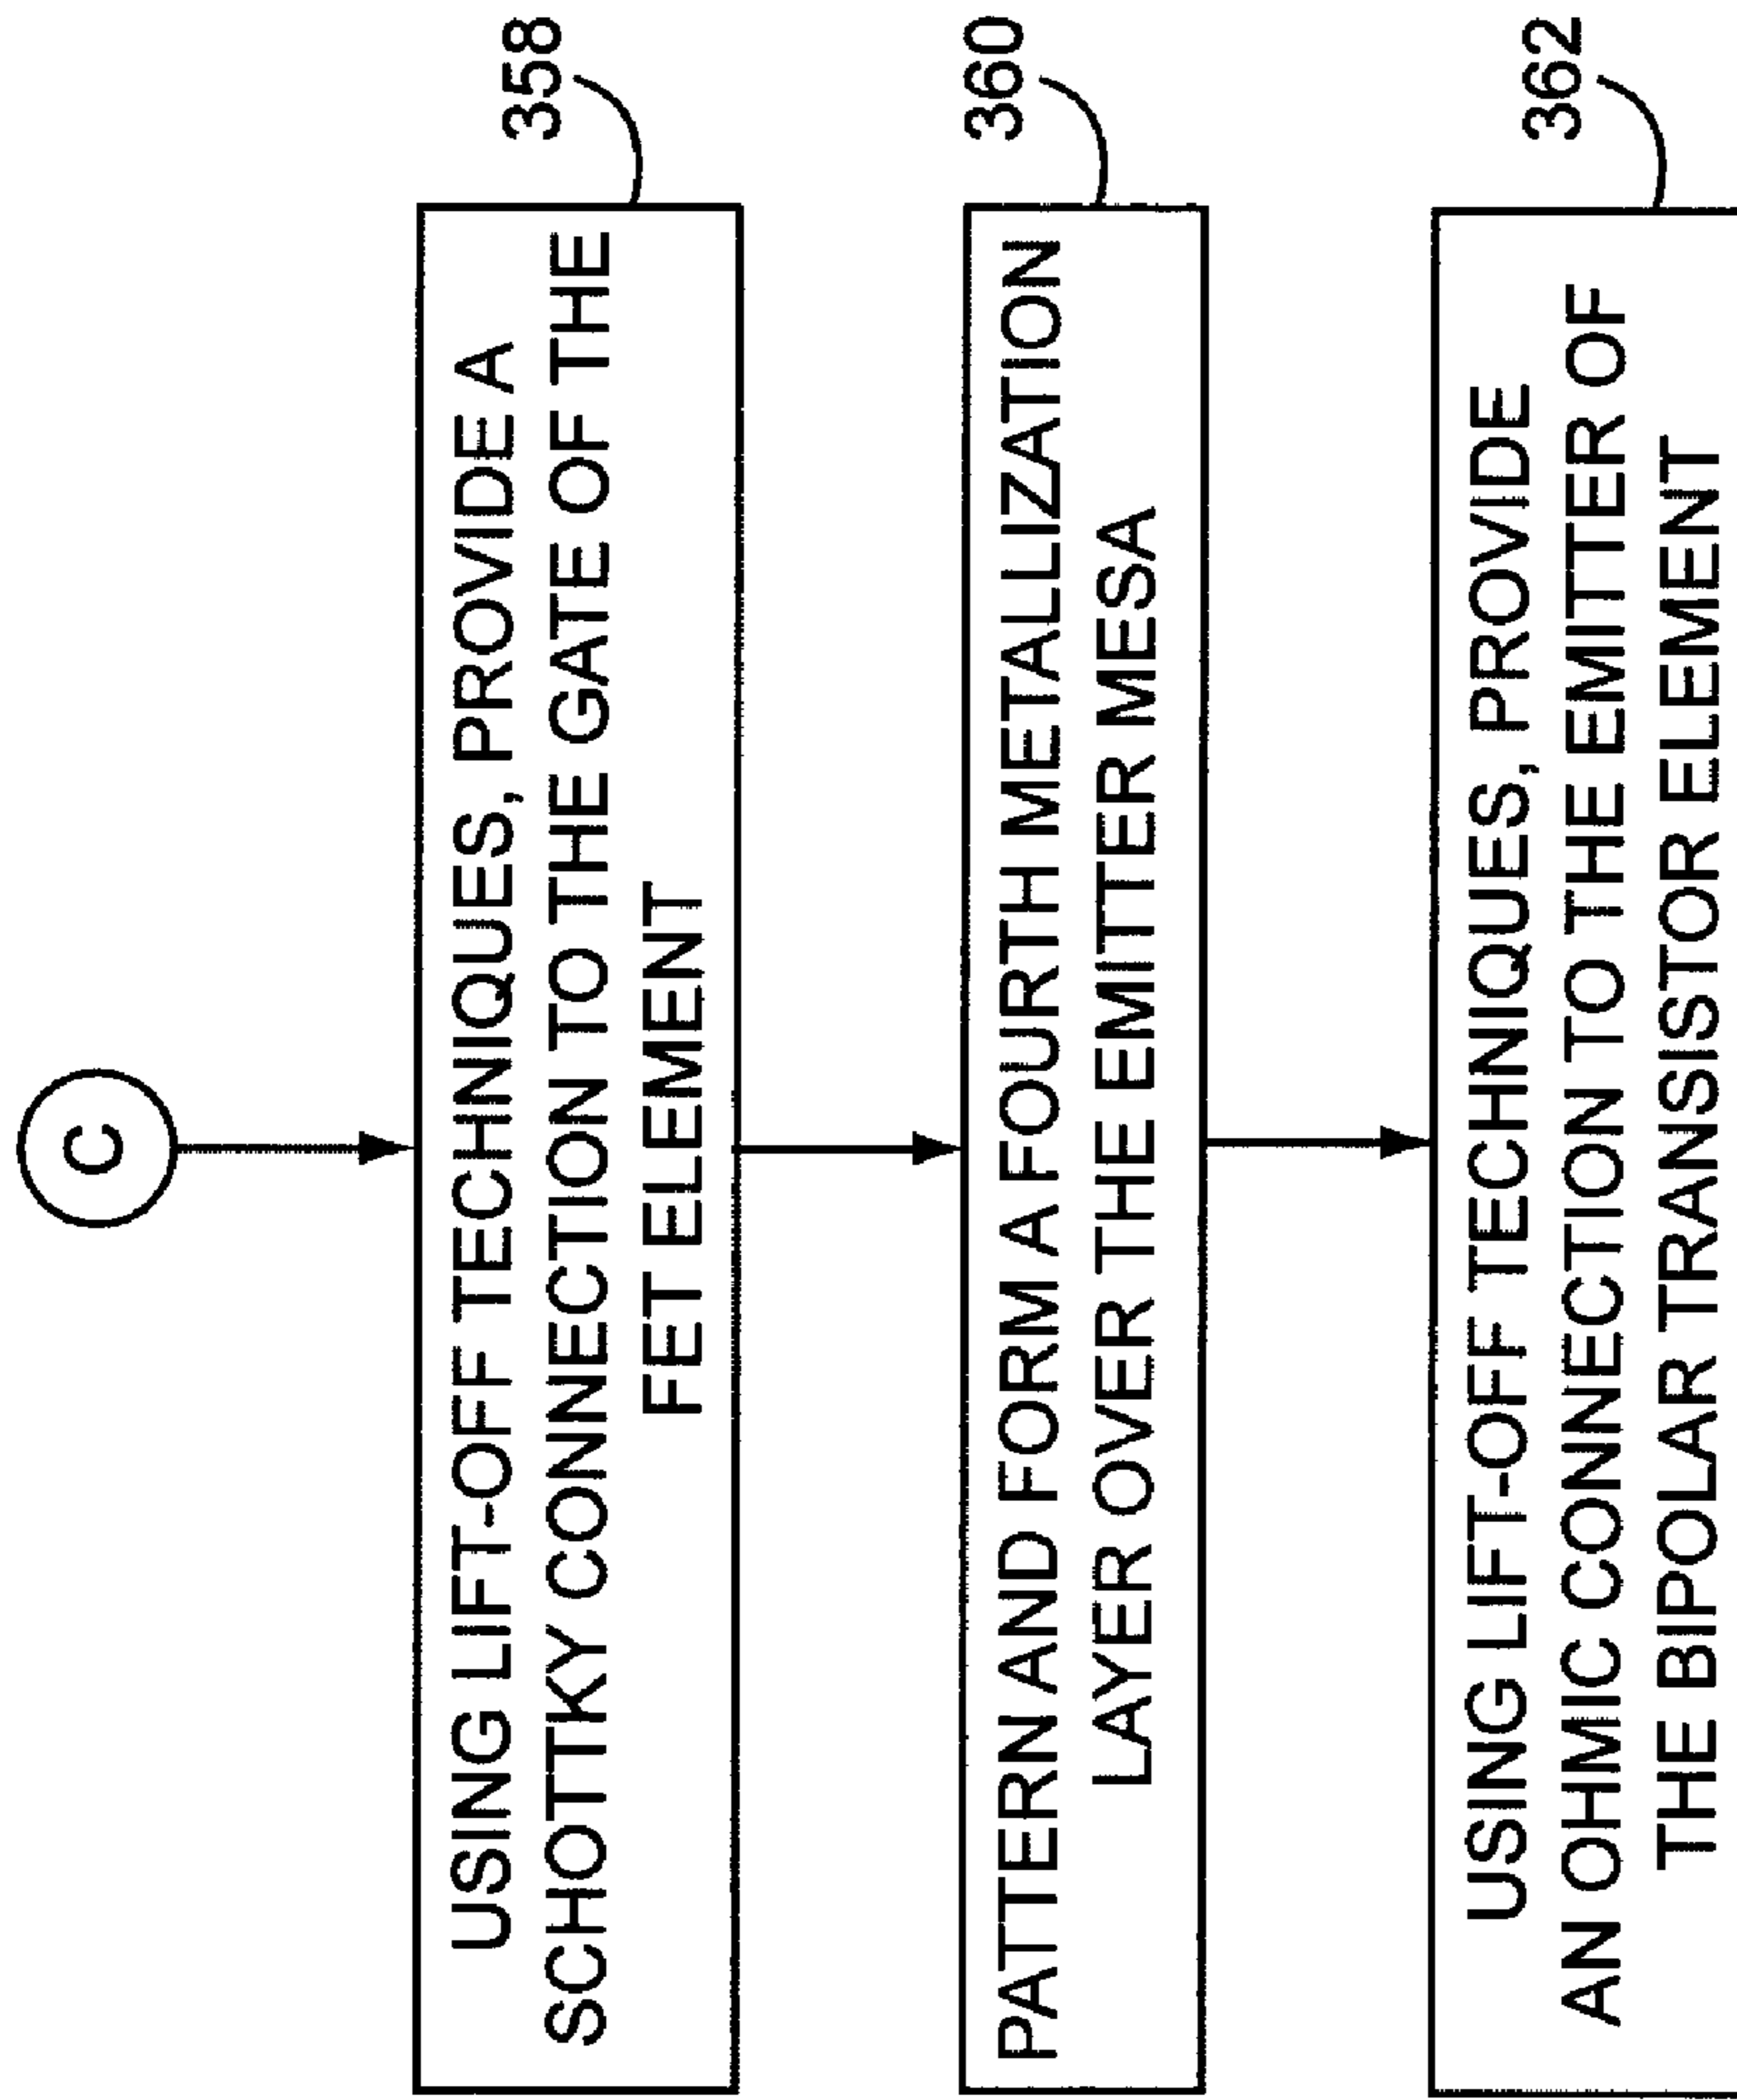 C
358
USING LIFT-OFF TECHNIQUES, PROVIDE A
SCHOTTKY CONNECTION TO THE GATE OF THE
FET ELEMENT
360
PATTERN AND FORM A FOURTH METALLIZATION
LAYER OVER THE EMITTER MESA
362
USING LIFT-OFF TECHNIQUES, PROVIDE
AN OHMIC CONNECTION TO THE EMITTER OF
THE BIPOLAR TRANSISTOR ELEMENT